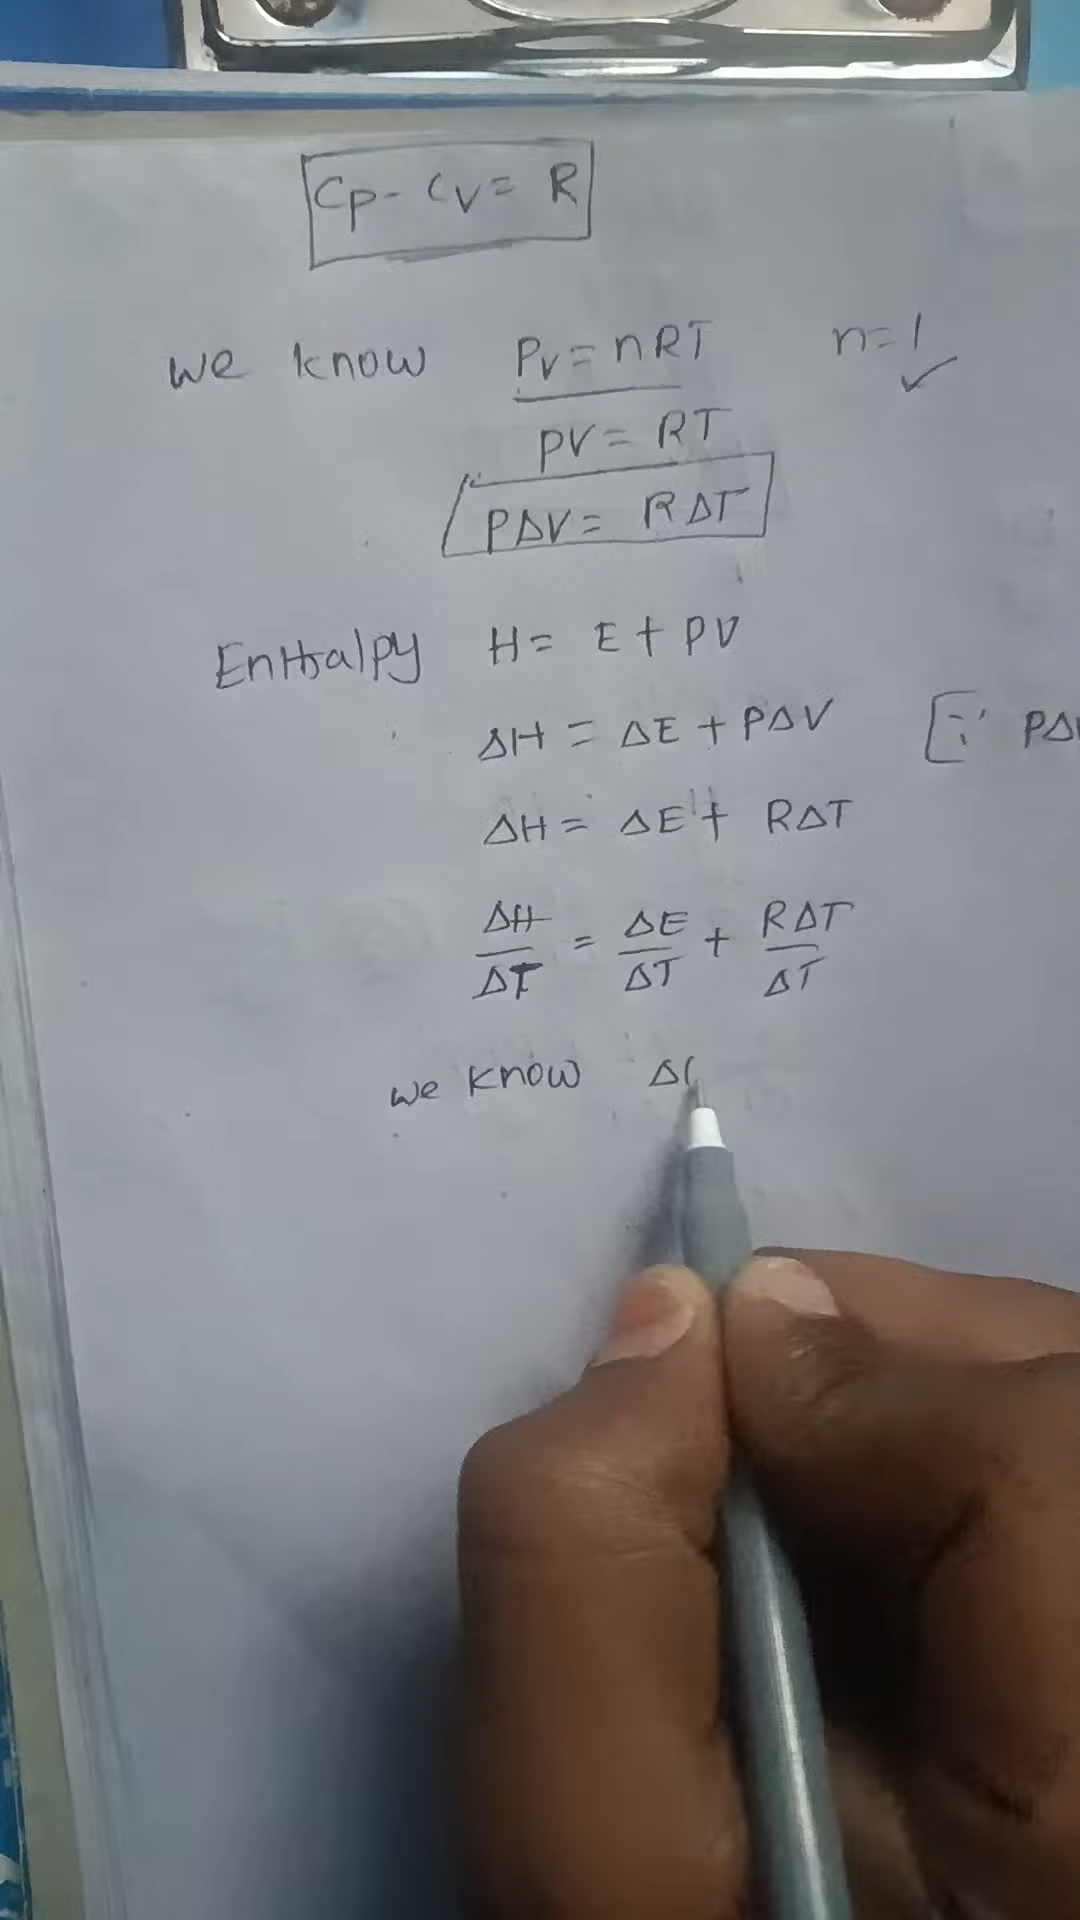 Cp - Cv = R
we know PV = nRT n=1 ✓
PV = RT
PΔV = RΔT
Enthalpy H = E + PV
ΔH = ΔE + PΔV [∵ PΔ
ΔH = ΔE + RΔT
ΔH/ΔT = ΔE/ΔT + RΔT/ΔT
we know Δ